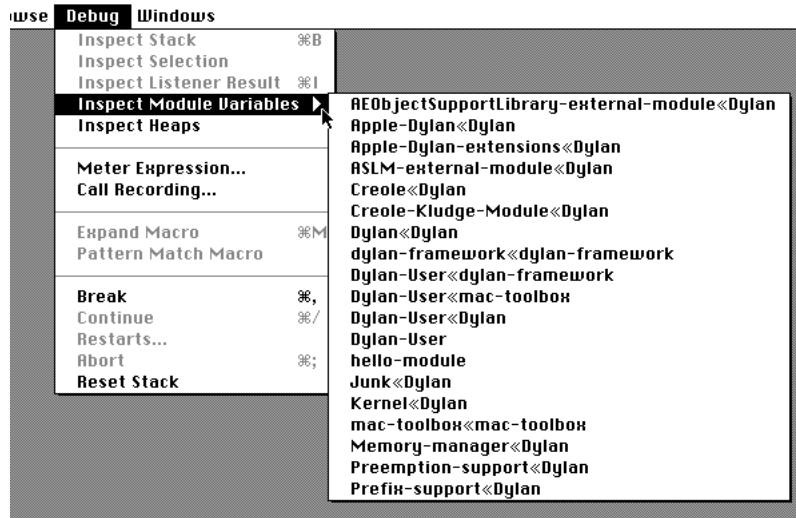 owse Debug Windows
Inspect Stack ⌘B
Inspect Selection
Inspect Listener Result ⌘I
Inspect Module Variables
Inspect Heaps
Meter Expression...
Call Recording...
Expand Macro ⌘M
Pattern Match Macro
Break ⌘,
Continue ⌘/
Restarts...
Abort ⌘;
Reset Stack
AEObjectSupportLibrary-external-module«Dylan
Apple-Dylan«Dylan
Apple-Dylan-extensions«Dylan
ASLM-external-module«Dylan
Creole«Dylan
Creole-Kludge-Module«Dylan
Dylan«Dylan
dylan-framework«dylan-framework
Dylan-User«dylan-framework
Dylan-User«mac-toolbox
Dylan-User«Dylan
Dylan-User
hello-module
Junk«Dylan
Kernel«Dylan
mac-toolbox«mac-toolbox
Memory-manager«Dylan
Preemption-support«Dylan
Prefix-support«Dylan